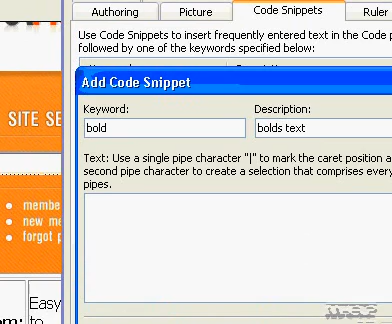 Authoring Picture Code Snippets Ruler
Use Code Snippets to insert frequently entered text in the Code p
followed by one of the keywords specified below:
Add Code Snippet
Keyword: Description:
bold bolds text
Text: Use a single pipe character "|" to mark the caret position a
second pipe character to create a selection that comprises every
pipes.
SITE SE
membe
new me
forgot p
Easy
om: to